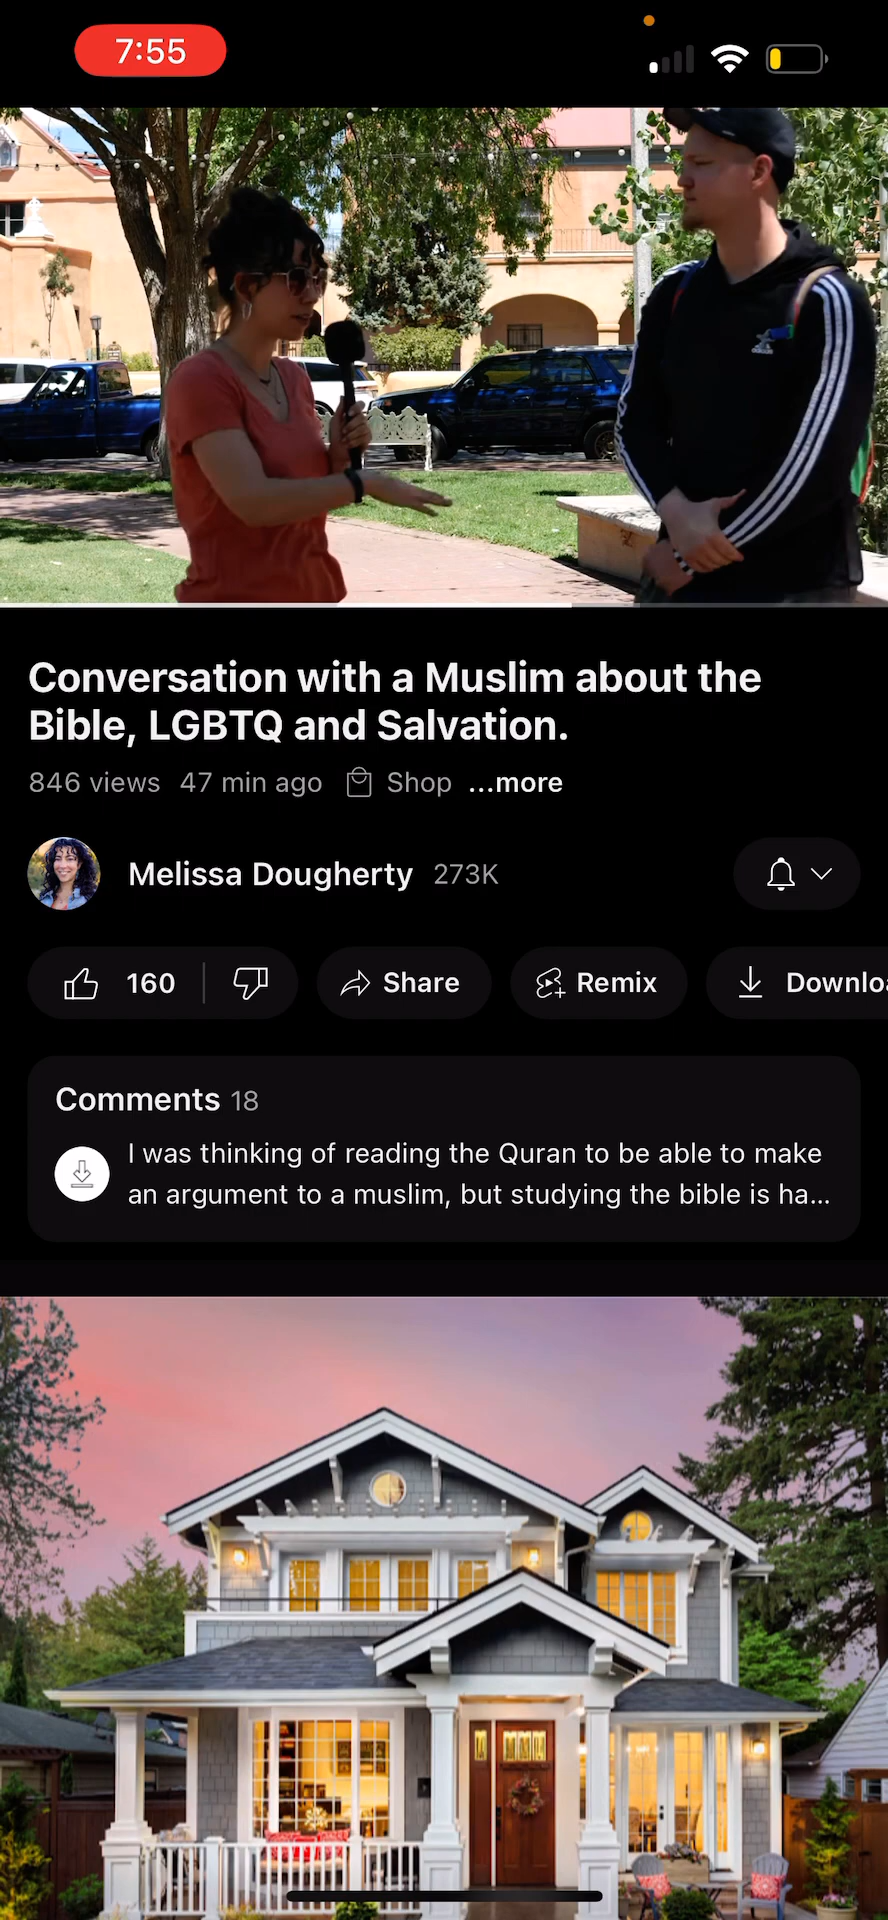 7:55
Conversation with a Muslim about the
Bible, LGBTQ and Salvation.
846 views 47 min ago Shop ...more
Melissa Dougherty 273K
160 Share Remix Downlo
Comments 18
I was thinking of reading the Quran to be able to make
an argument to a muslim, but studying the bible is ha...